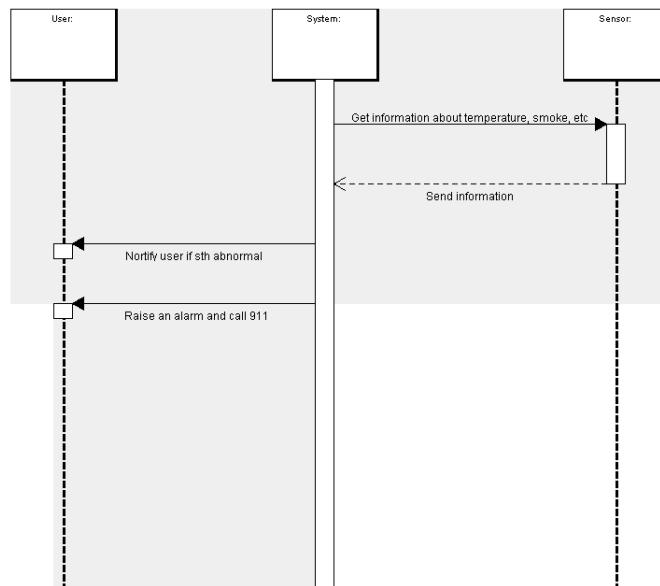 User:
System:
Sensor:
Get information about temperature, smoke, etc
Send information
Nortify user if sth abnormal
Raise an alarm and call 911